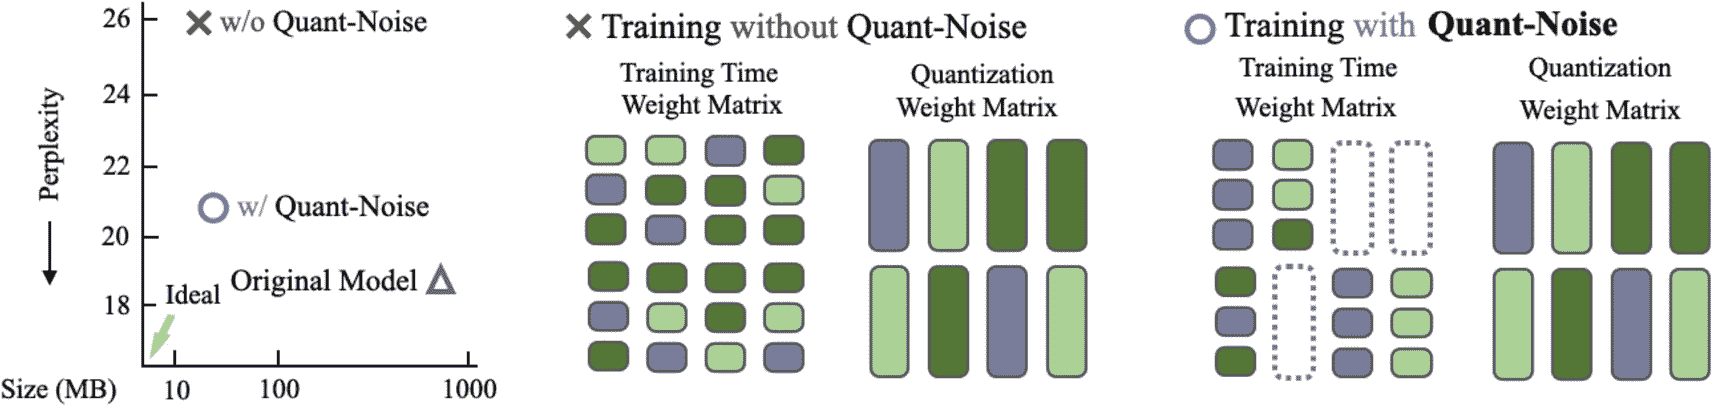 26
24
22
20
18
Perplexity
w/o Quant-Noise
w/ Quant-Noise
Original Model
Ideal
Size (MB)
10
100
1000
Training without Quant-Noise
Training Time
Weight Matrix
Quantization
Weight Matrix
Training with Quant-Noise
Training Time
Weight Matrix
Quantization
Weight Matrix